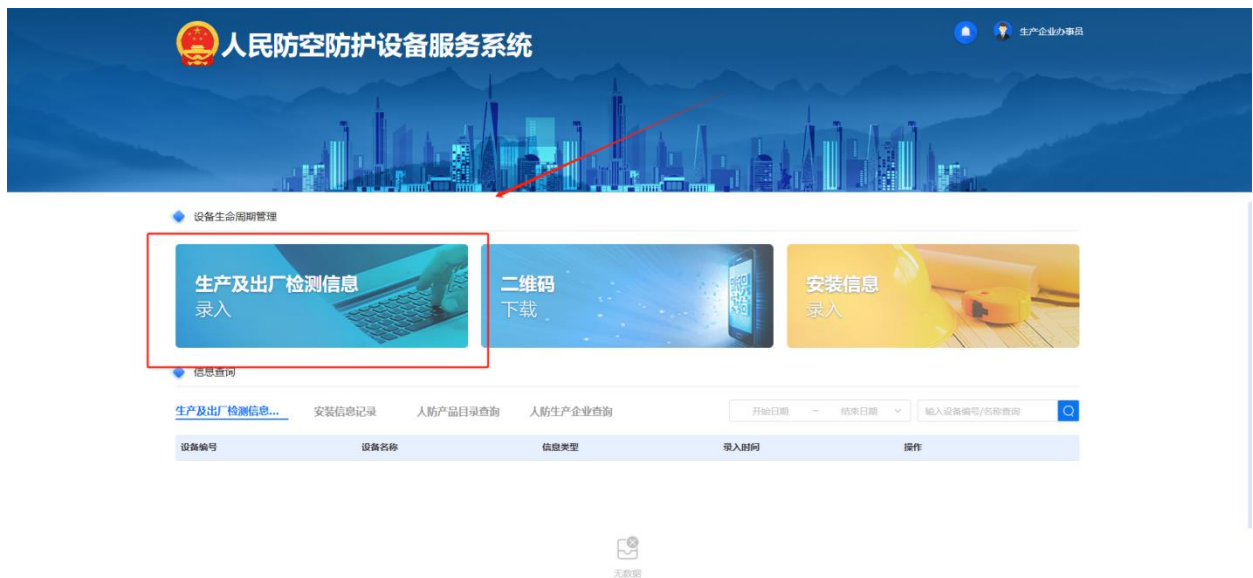 人民防空防护设备服务系统
生产企业办事员
设备生命周期管理
生产及出厂检测信息
录入
二维码
下载
安装信息
录入
信息查询
生产及出厂检测信息... 安装信息记录 人防产品目录查询 人防生产企业查询 开始日期 ~ 结束日期 输入设备编号/名称查询
设备编号 设备名称 信息类型 录入时间 操作
无数据